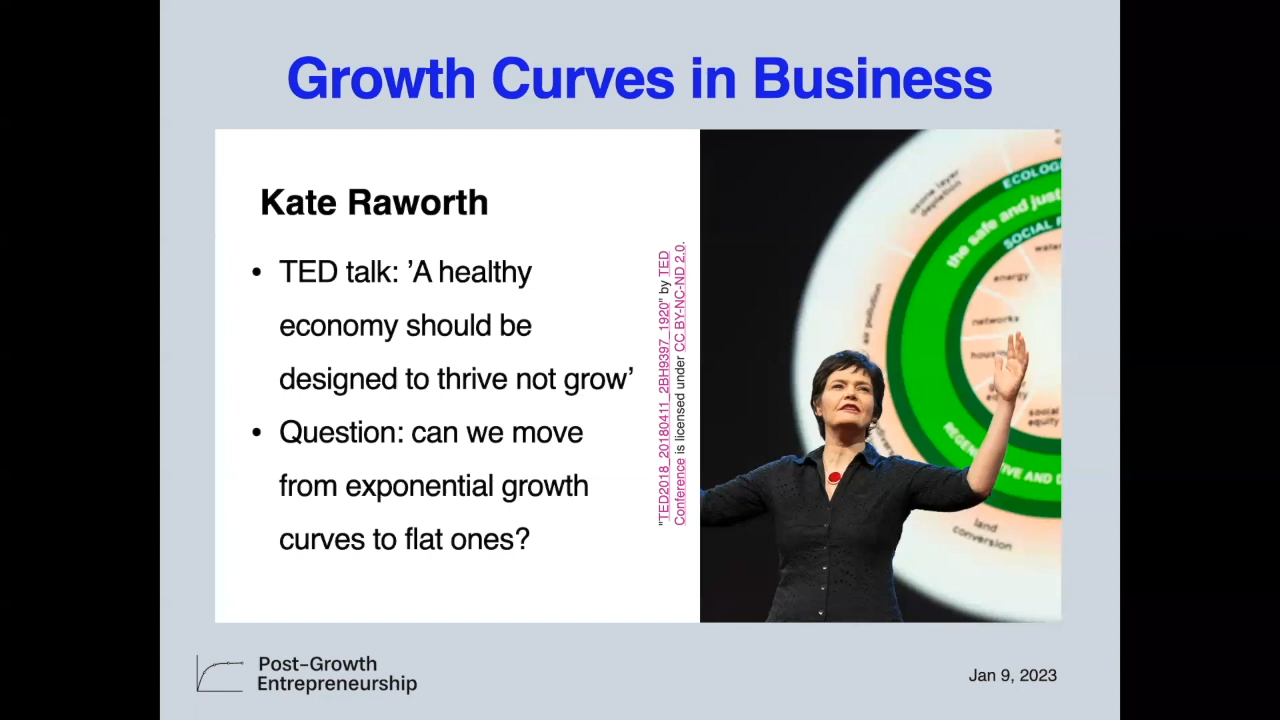 Growth Curves in Business
Kate Raworth
• TED talk: ’A healthy
economy should be
designed to thrive not grow’
• Question: can we move
from exponential growth
curves to flat ones?
"TED2018_20180411_2BH9397_1920" by TED
Conference is licensed under CC BY-NC-ND 2.0.
ozone layer
depletion
ECOLOG
the safe and just
SOCIAL F
water
energy
networks
air pollution
social
equity
land
conversion
Post-Growth
Entrepreneurship
Jan 9, 2023